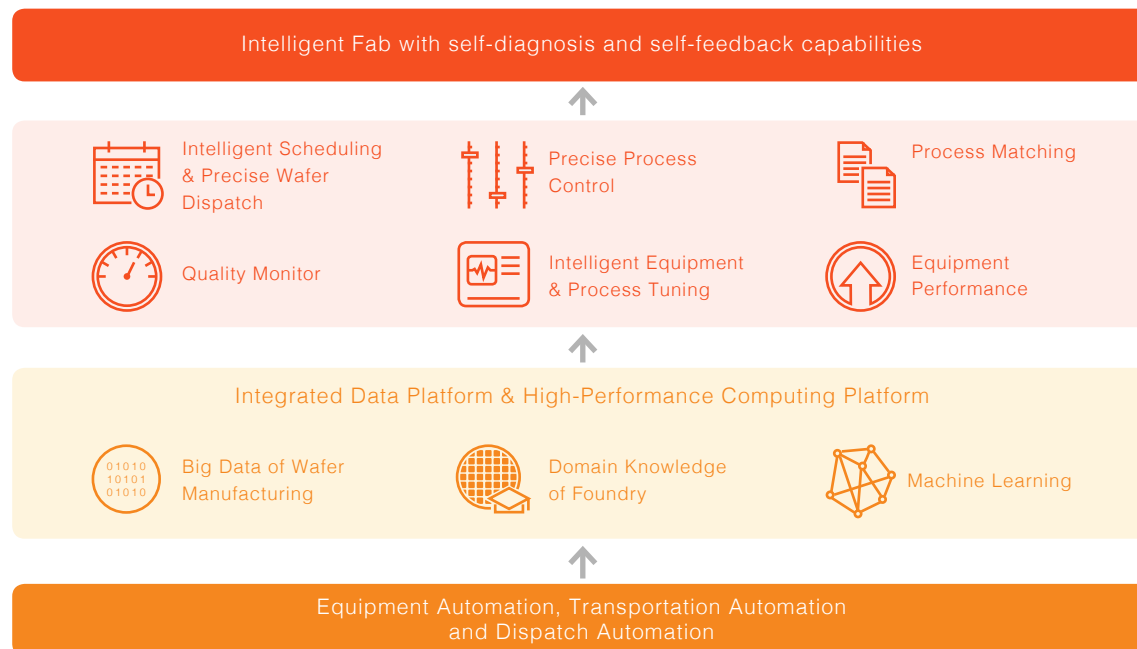 Intelligent Fab with self-diagnosis and self-feedback capabilities
Intelligent Scheduling
& Precise Wafer
Dispatch
Precise Process
Control
Process Matching
Quality Monitor
Intelligent Equipment
& Process Tuning
Equipment
Performance
Integrated Data Platform & High-Performance Computing Platform
01010
10101
01010
Big Data of Wafer
Manufacturing
Domain Knowledge
of Foundry
Machine Learning
Equipment Automation, Transportation Automation
and Dispatch Automation